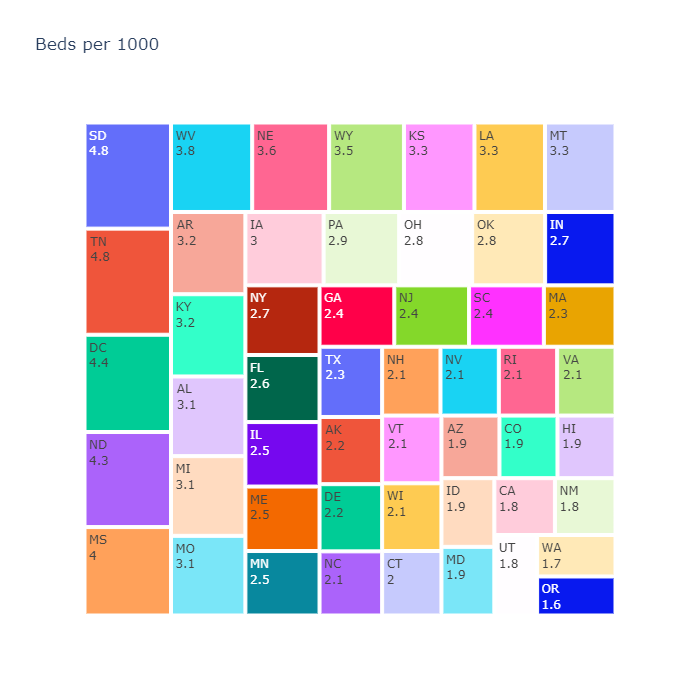 Beds per 1000
SD
4.8
WV
3.8
NE
3.6
WY
3.5
KS
3.3
LA
3.3
MT
3.3
AR
3.2
IA
3
PA
2.9
OH
2.8
OK
2.8
IN
2.7
TN
4.8
KY
3.2
NY
2.7
GA
2.4
NJ
2.4
SC
2.4
MA
2.3
DC
4.4
TX
2.3
NH
2.1
NV
2.1
RI
2.1
VA
2.1
FL
2.6
AL
3.1
IL
2.5
AK
2.2
VT
2.1
AZ
1.9
CO
1.9
HI
1.9
ND
4.3
MI
3.1
ME
2.5
DE
2.2
WI
2.1
ID
1.9
CA
1.8
NM
1.8
MS
4
MO
3.1
MN
2.5
NC
2.1
CT
2
MD
1.9
UT
1.8
WA
1.7
OR
1.6